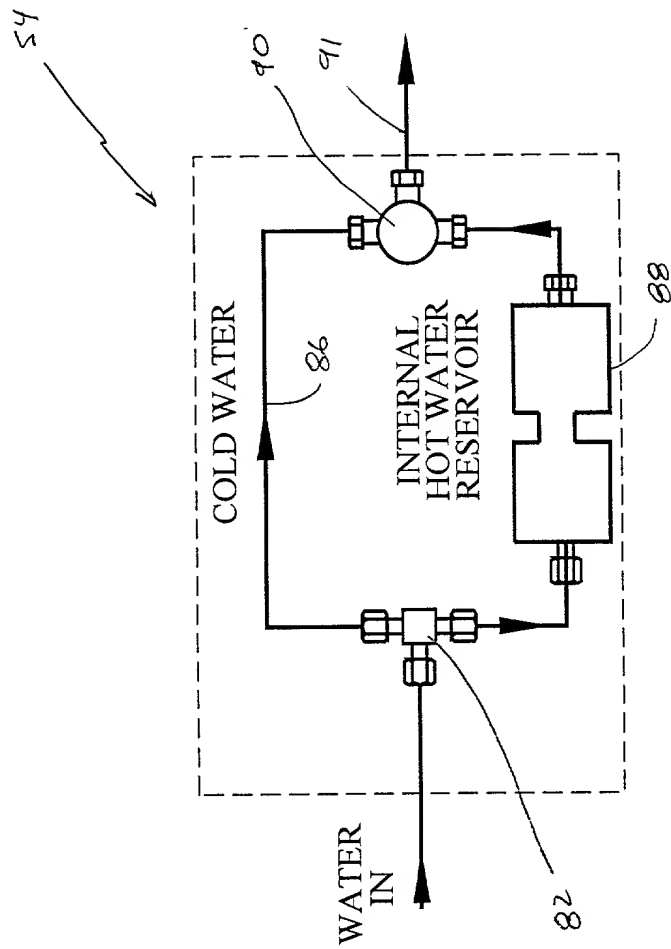 54
WATER
IN
82
COLD WATER
86
INTERNAL
HOT WATER
RESERVOIR
88
90
91